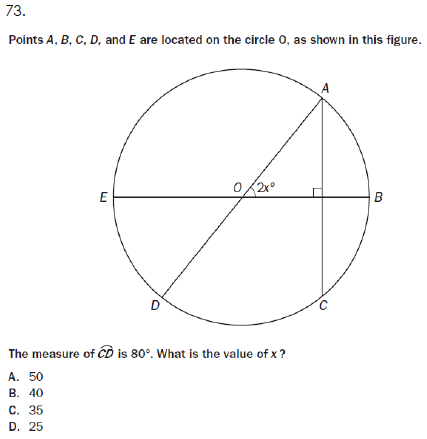 73.
Points A, B, C, D, and E are located on the circle O, as shown in this figure.
A
O 2x°
E B
D C
The measure of CD is 80°. What is the value of x?
A. 50
B. 40
C. 35
D. 25